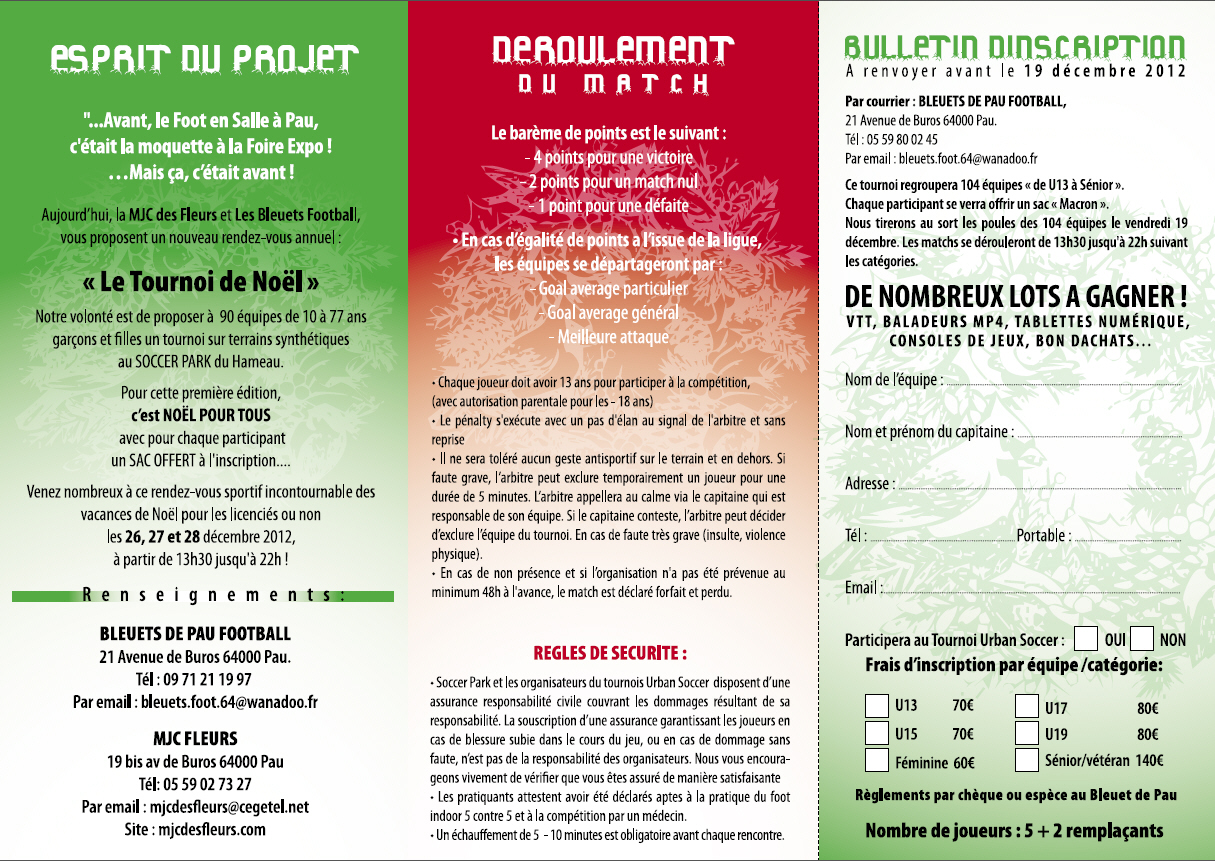 ESPRIT DU PROJET
"...Avant, le Foot en Salle à Pau,
c'était la moquette à la Foire Expo !
…Mais ça, c'était avant !
Aujourd'hui, la MJC des Fleurs et Les Bleuets Football,
vous proposent un nouveau rendez-vous annuel :
« Le Tournoi de Noël »
Notre volonté est de proposer à 90 équipes de 10 à 77 ans
garçons et filles un tournoi sur terrains synthétiques
au SOCCER PARK du Hameau.
Pour cette première édition,
c'est NOËL POUR TOUS
avec pour chaque participant
un SAC OFFERT à l'inscription....
Venez nombreux à ce rendez-vous sportif incontournable des
vacances de Noël pour les licenciés ou non
les 26, 27 et 28 décembre 2012,
à partir de 13h30 jusqu'à 22h !
Renseignements :
BLEUETS DE PAU FOOTBALL
21 Avenue de Buros 64000 Pau.
Tél : 09 71 21 19 97
Par email : bleuets.foot.64@wanadoo.fr
MJC FLEURS
19 bis av de Buros 64000 Pau
Tél: 05 59 02 73 27
Par email : mjcdesfleurs@cegetel.net
Site : mjcdesfleurs.com
DEROULEMENT
DU MATCH
Le barème de points est le suivant :
- 4 points pour une victoire
- 2 points pour un match nul
- 1 point pour une défaite
• En cas d'égalité de points a l'issue de la ligue,
les équipes se départageront par :
- Goal average particulier
- Goal average général
- Meilleure attaque
• Chaque joueur doit avoir 13 ans pour participer à la compétition,
(avec autorisation parentale pour les - 18 ans)
• Le pénalty s'exécute avec un pas d'élan au signal de l'arbitre et sans
reprise
• Il ne sera toléré aucun geste antisportif sur le terrain et en dehors. Si
faute grave, l'arbitre peut exclure temporairement un joueur pour une
durée de 5 minutes. L'arbitre appellera au calme via le capitaine qui est
responsable de son équipe. Si le capitaine conteste, l'arbitre peut décider
d'exclure l'équipe du tournoi. En cas de faute très grave (insulte, violence
physique).
• En cas de non présence et si l'organisation n'a pas été prévenue au
minimum 48h à l'avance, le match est déclaré forfait et perdu.
REGLES DE SECURITE :
• Soccer Park et les organisateurs du tournois Urban Soccer disposent d'une
assurance responsabilité civile couvrant les dommages résultant de sa
responsabilité. La souscription d'une assurance garantissant les joueurs en
cas de blessure subie dans le cours du jeu, ou en cas de dommage sans
faute, n'est pas de la responsabilité des organisateurs. Nous vous encoura-
geons vivement de vérifier que vous êtes assuré de manière satisfaisante
• Les pratiquants attestent avoir été déclarés aptes à la pratique du foot
indoor 5 contre 5 et à la compétition par un médecin.
• Un échauffement de 5 - 10 minutes est obligatoire avant chaque rencontre.
BULLETIN DINSCRIPTION
A renvoyer avant le 19 décembre 2012
Par courrier : BLEUETS DE PAU FOOTBALL,
21 Avenue de Buros 64000 Pau.
Tél : 05 59 80 02 45
Par email : bleuets.foot.64@wanadoo.fr
Ce tournoi regroupera 104 équipes « de U13 à Sénior ».
Chaque participant se verra offrir un sac « Macron ».
Nous tirerons au sort les poules des 104 équipes le vendredi 19
décembre. Les matchs se dérouleront de 13h30 jusqu'à 22h suivant
les catégories.
DE NOMBREUX LOTS A GAGNER !
VTT, BALADEURS MP4, TABLETTES NUMÉRIQUE,
CONSOLES DE JEUX, BON DACHATS...
Nom de l'équipe :
Nom et prénom du capitaine :
Adresse :
Tél : Portable :
Email :
Participera au Tournoi Urban Soccer : OUI NON
Frais d'inscription par équipe /catégorie:
U13 70€ U17 80€
U15 70€ U19 80€
Féminine 60€ Sénior/vétéran 140€
Règlements par chèque ou espèce au Bleuet de Pau
Nombre de joueurs : 5 + 2 remplaçants